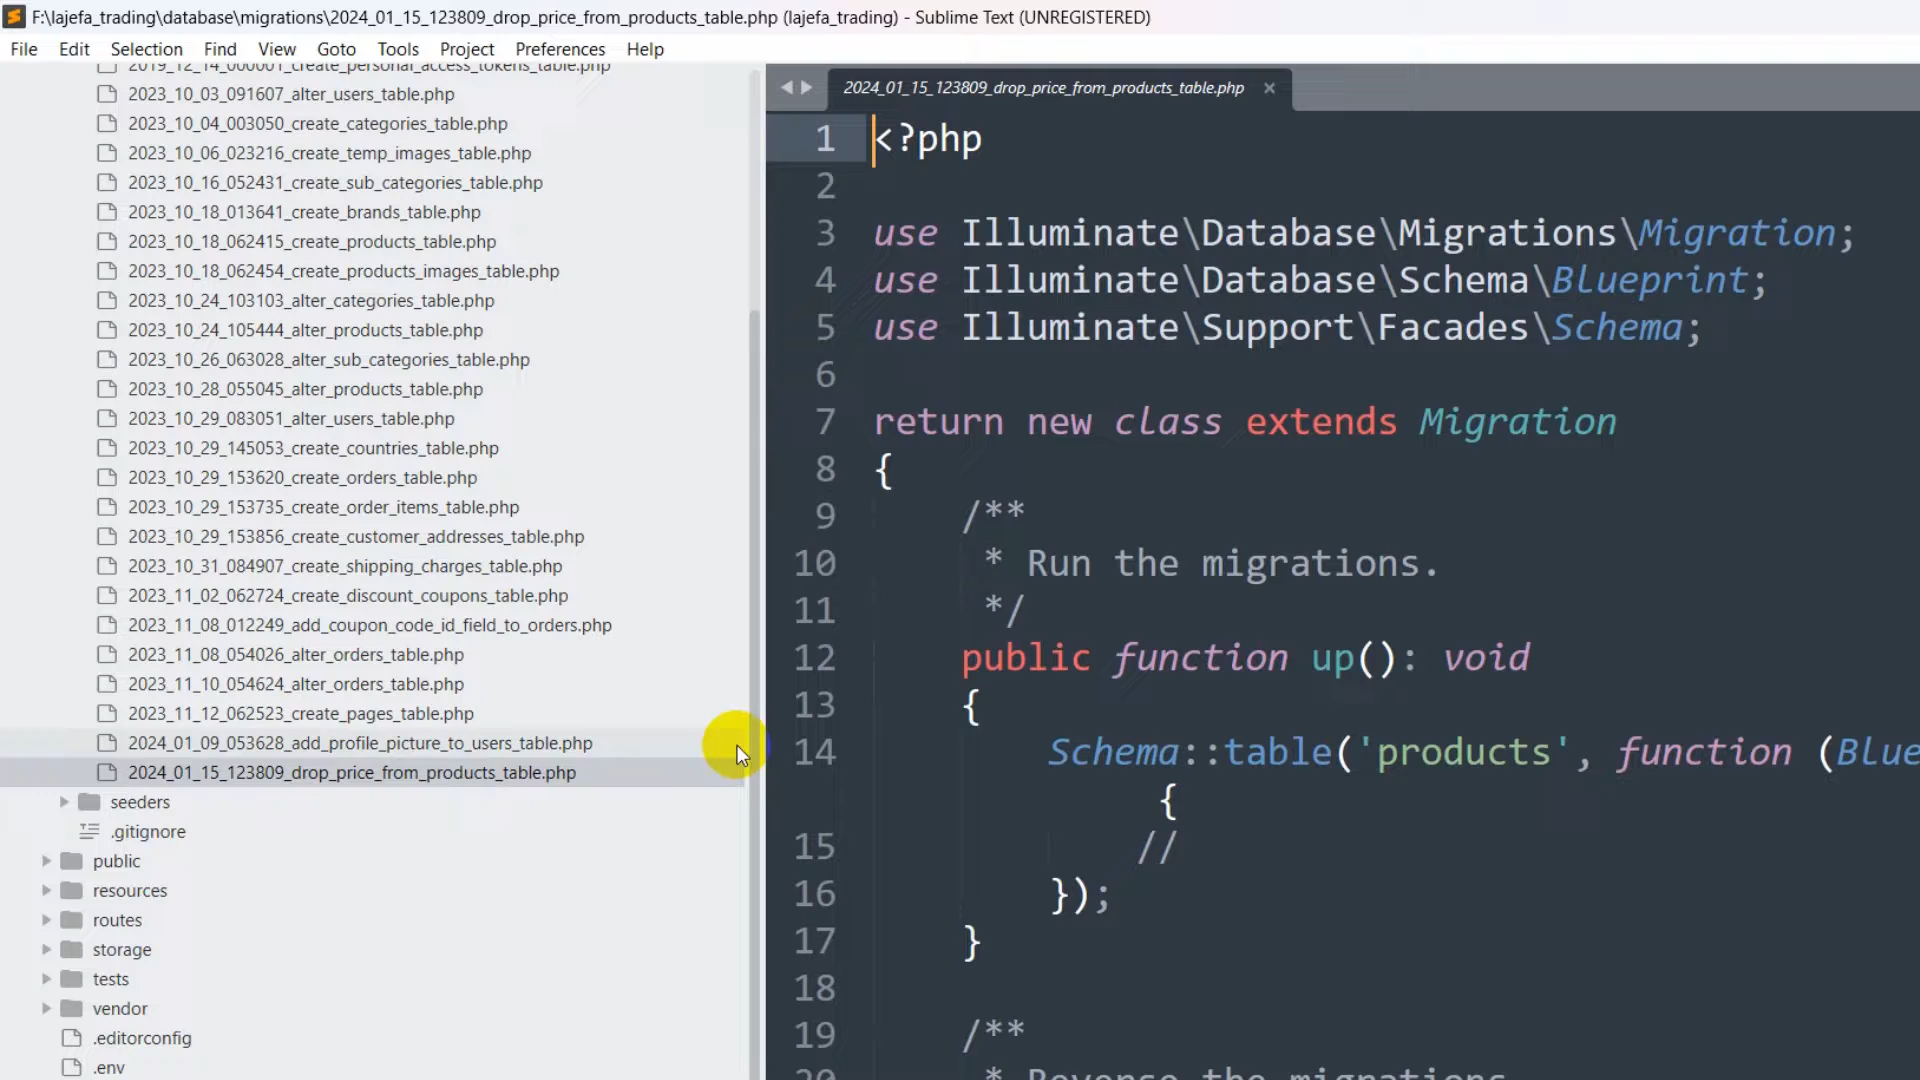 F:\lajefa_trading\database\migrations\2024_01_15_123809_drop_price_from_products_table.php (lajefa_trading) - Sublime Text (UNREGISTERED)
File Edit Selection Find View Goto Tools Project Preferences Help
2019_12_14_000001_create_personal_access_tokens_table.php
2023_10_03_091607_alter_users_table.php
2023_10_04_003050_create_categories_table.php
2023_10_06_023216_create_temp_images_table.php
2023_10_16_052431_create_sub_categories_table.php
2023_10_18_013641_create_brands_table.php
2023_10_18_062415_create_products_table.php
2023_10_18_062454_create_products_images_table.php
2023_10_24_103103_alter_categories_table.php
2023_10_24_105444_alter_products_table.php
2023_10_26_063028_alter_sub_categories_table.php
2023_10_28_055045_alter_products_table.php
2023_10_29_083051_alter_users_table.php
2023_10_29_145053_create_countries_table.php
2023_10_29_153620_create_orders_table.php
2023_10_29_153735_create_order_items_table.php
2023_10_29_153856_create_customer_addresses_table.php
2023_10_31_084907_create_shipping_charges_table.php
2023_11_02_062724_create_discount_coupons_table.php
2023_11_08_012249_add_coupon_code_id_field_to_orders.php
2023_11_08_054026_alter_orders_table.php
2023_11_10_054624_alter_orders_table.php
2023_11_12_062523_create_pages_table.php
2024_01_09_053628_add_profile_picture_to_users_table.php
2024_01_15_123809_drop_price_from_products_table.php
seeders
.gitignore
public
resources
routes
storage
tests
vendor
.editorconfig
.env
2024_01_15_123809_drop_price_from_products_table.php ×
1 <?php
2
3 use Illuminate\Database\Migrations\Migration;
4 use Illuminate\Database\Schema\Blueprint;
5 use Illuminate\Support\Facades\Schema;
6
7 return new class extends Migration
8 {
9 /**
10 * Run the migrations.
11 */
12 public function up(): void
13 {
14 Schema::table('products', function (Blue
{
15 //
16 });
17 }
18
19 /**
20 * Reverse the migrations.